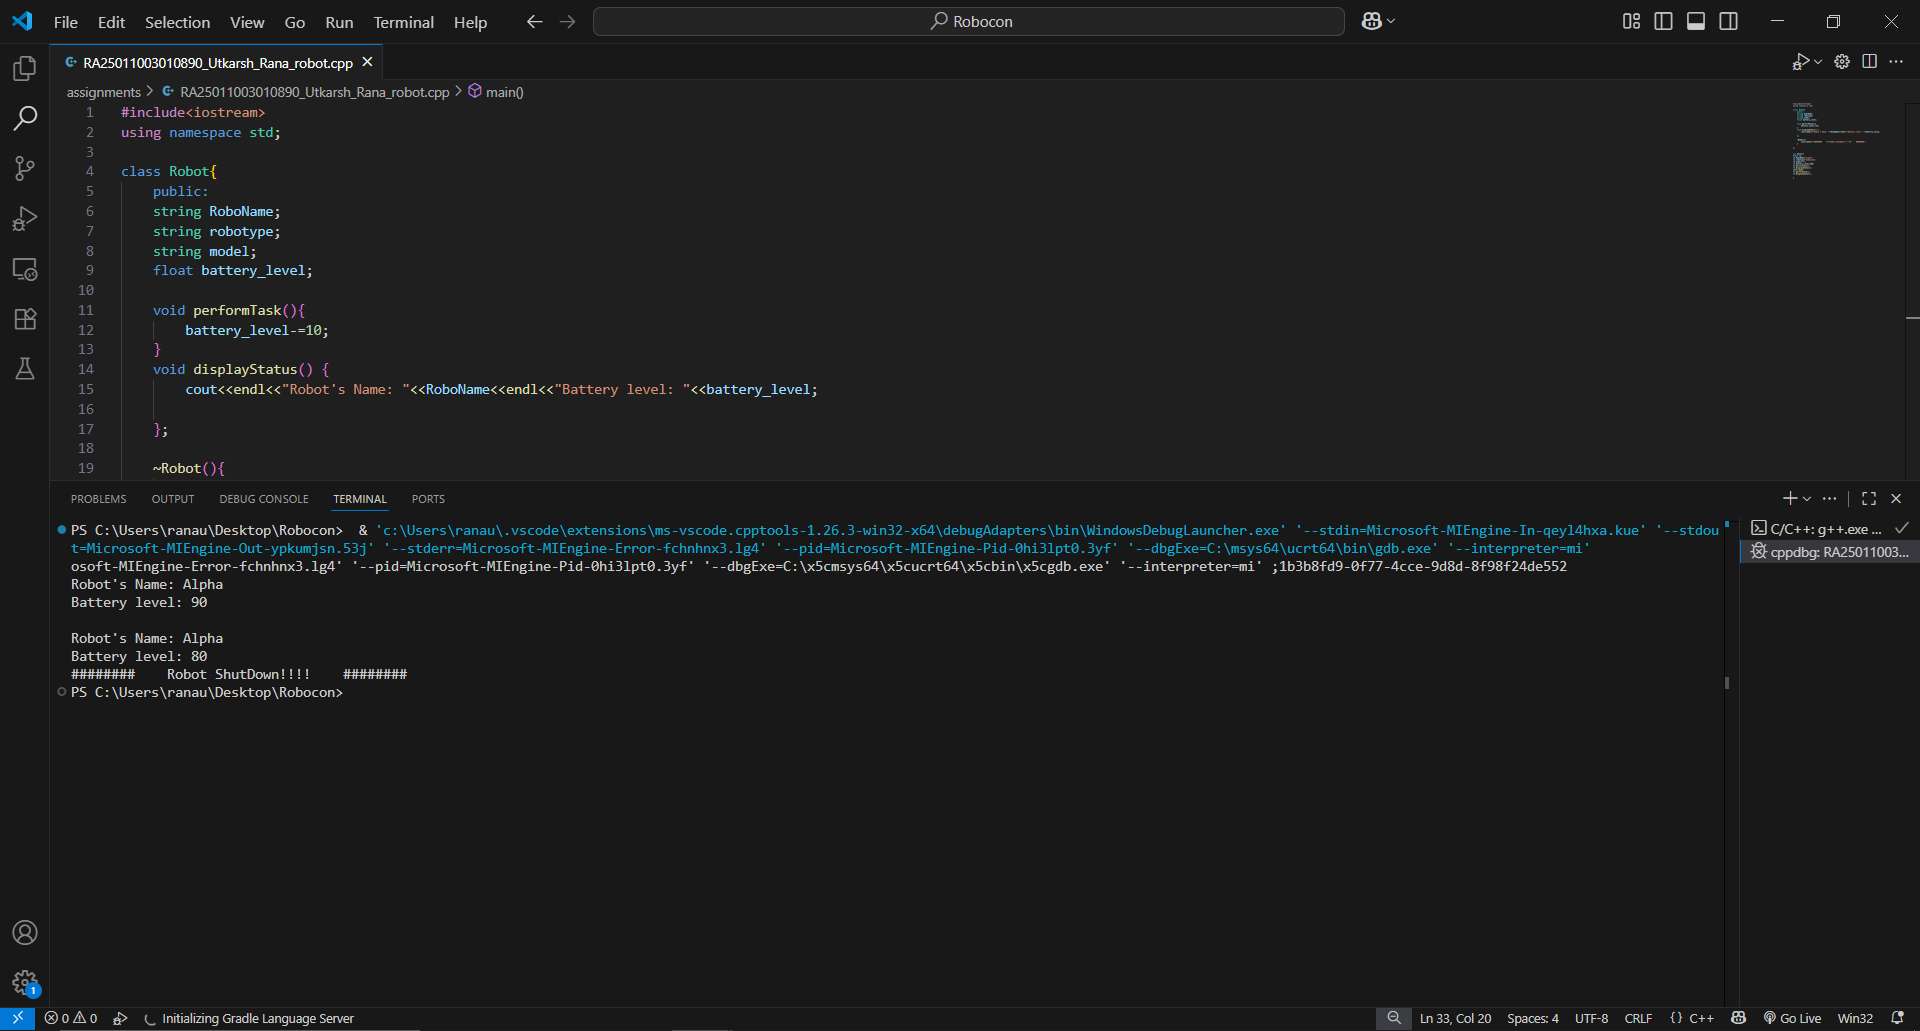 File Edit Selection View Go Run Terminal Help
Robocon
RA25011003010890_Utkarsh_Rana_robot.cpp
assignments > RA25011003010890_Utkarsh_Rana_robot.cpp > main()
1 #include<iostream>
2 using namespace std;
3
4 class Robot{
5 public:
6 string RoboName;
7 string robotype;
8 string model;
9 float battery_level;
10
11 void performTask(){
12 battery_level-=10;
13 }
14 void displayStatus() {
15 cout<<endl<<"Robot's Name: "<<RoboName<<endl<<"Battery level: "<<battery_level;
16
17 };
18
19 ~Robot(){
PROBLEMS OUTPUT DEBUG CONSOLE TERMINAL PORTS
PS C:\Users\ranau\Desktop\Robocon>  & 'c:\Users\ranau\.vscode\extensions\ms-vscode.cpptools-1.26.3-win32-x64\debugAdapters\bin\WindowsDebugLauncher.exe' '--stdin=Microsoft-MIEngine-In-qeyl4hxa.kue' '--stdou
t=Microsoft-MIEngine-Out-ypkumjsn.53j' '--stderr=Microsoft-MIEngine-Error-fchnhnx3.lg4' '--pid=Microsoft-MIEngine-Pid-0hi3lpt0.3yf' '--dbgExe=C:\msys64\ucrt64\bin\gdb.exe' '--interpreter=mi'
osoft-MIEngine-Error-fchnhnx3.lg4' '--pid=Microsoft-MIEngine-Pid-0hi3lpt0.3yf' '--dbgExe=C:\x5cmsys64\x5cucrt64\x5cbin\x5cgdb.exe' '--interpreter=mi' ;1b3b8fd9-0f77-4cce-9d8d-8f98f24de552
Robot's Name: Alpha
Battery level: 90

Robot's Name: Alpha
Battery level: 80
######## Robot ShutDown!!!! ########
PS C:\Users\ranau\Desktop\Robocon>
C/C++: g++.exe ...
cppdbg: RA25011003...
1
0 0 Initializing Gradle Language Server
Ln 33, Col 20 Spaces: 4 UTF-8 CRLF {} C++ Go Live Win32